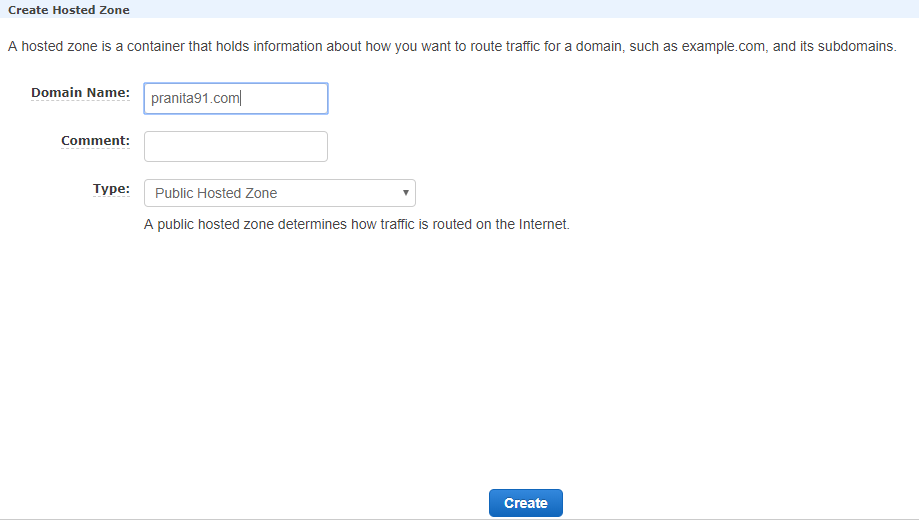 Create Hosted Zone
A hosted zone is a container that holds information about how you want to route traffic for a domain, such as example.com, and its subdomains.
Domain Name: pranita91.com
Comment:
Type: Public Hosted Zone
A public hosted zone determines how traffic is routed on the Internet.
Create